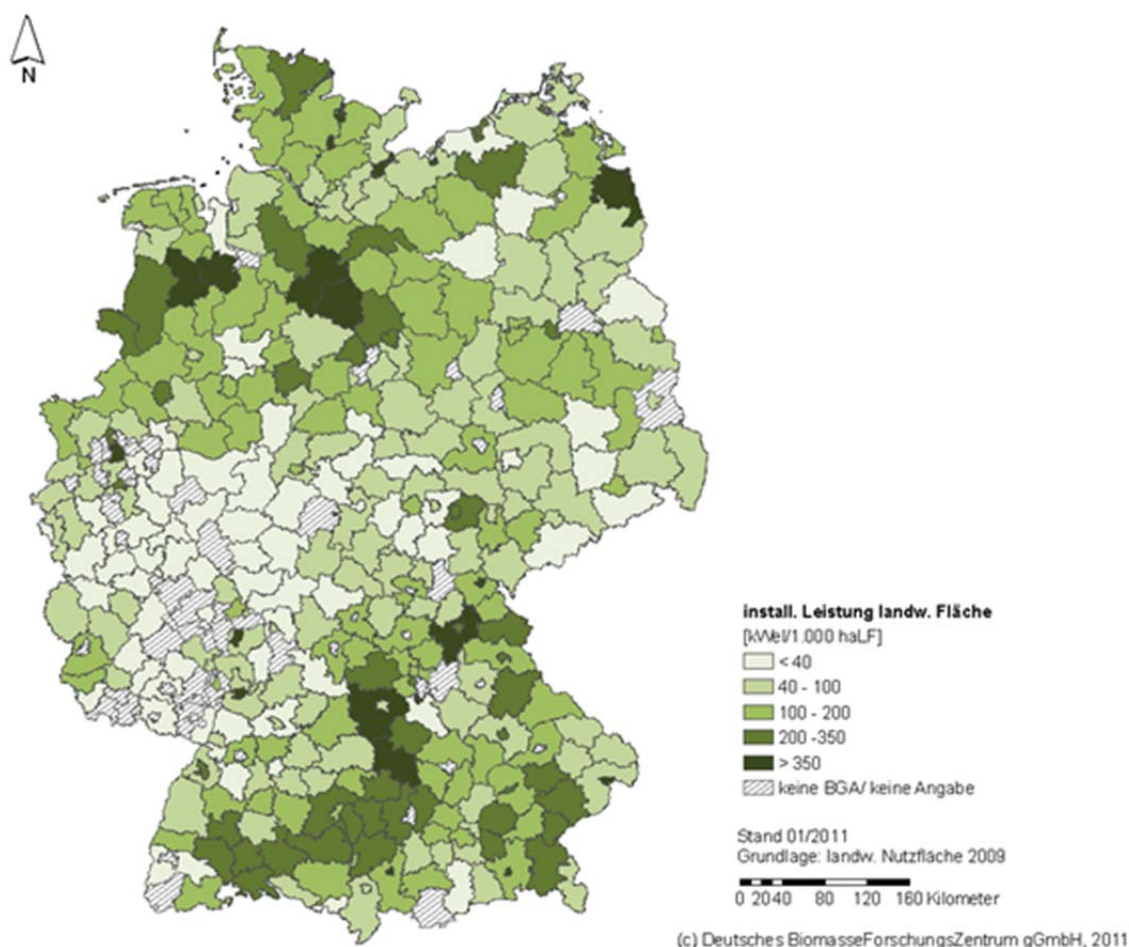 N
install. Leistung landw. Fläche
[kWel/1.000 haLF]
< 40
40 - 100
100 - 200
200 -350
> 350
keine BGA/ keine Angabe
Stand 01/2011
Grundlage: landw. Nutzfläche 2009
0 20 40 80 120 160 Kilometer
(c) Deutsches BiomasseForschungsZentrum gGmbH, 2011